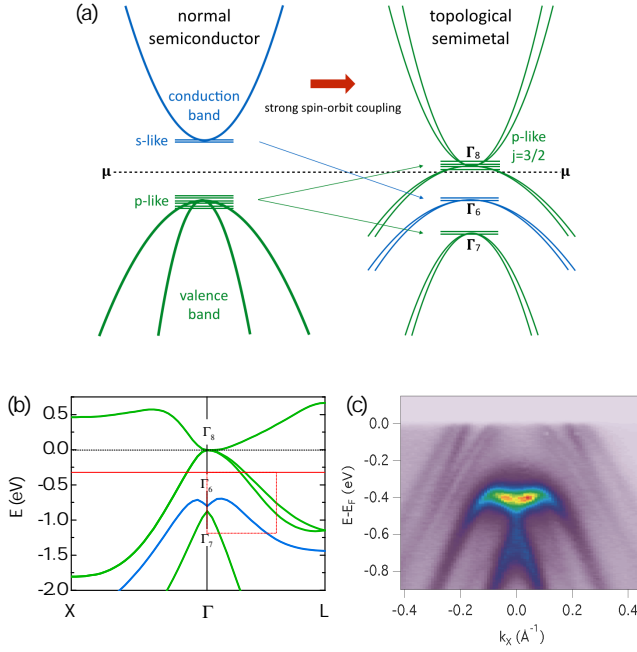 (a)
normal
semiconductor
topological
semimetal
conduction
band
strong spin-orbit coupling
s-like
Γ8
p-like
j=3/2
μ
μ
p-like
Γ6
Γ7
valence
band
(b)
(c)
0.5
0.0
-0.5
-1.0
-1.5
-2.0
E (eV)
Γ8
Γ6
Γ7
X
Γ
L
0.0
-0.2
-0.4
-0.6
-0.8
E-EF (eV)
-0.4
-0.2
0.0
0.2
0.4
kX (Å-1)